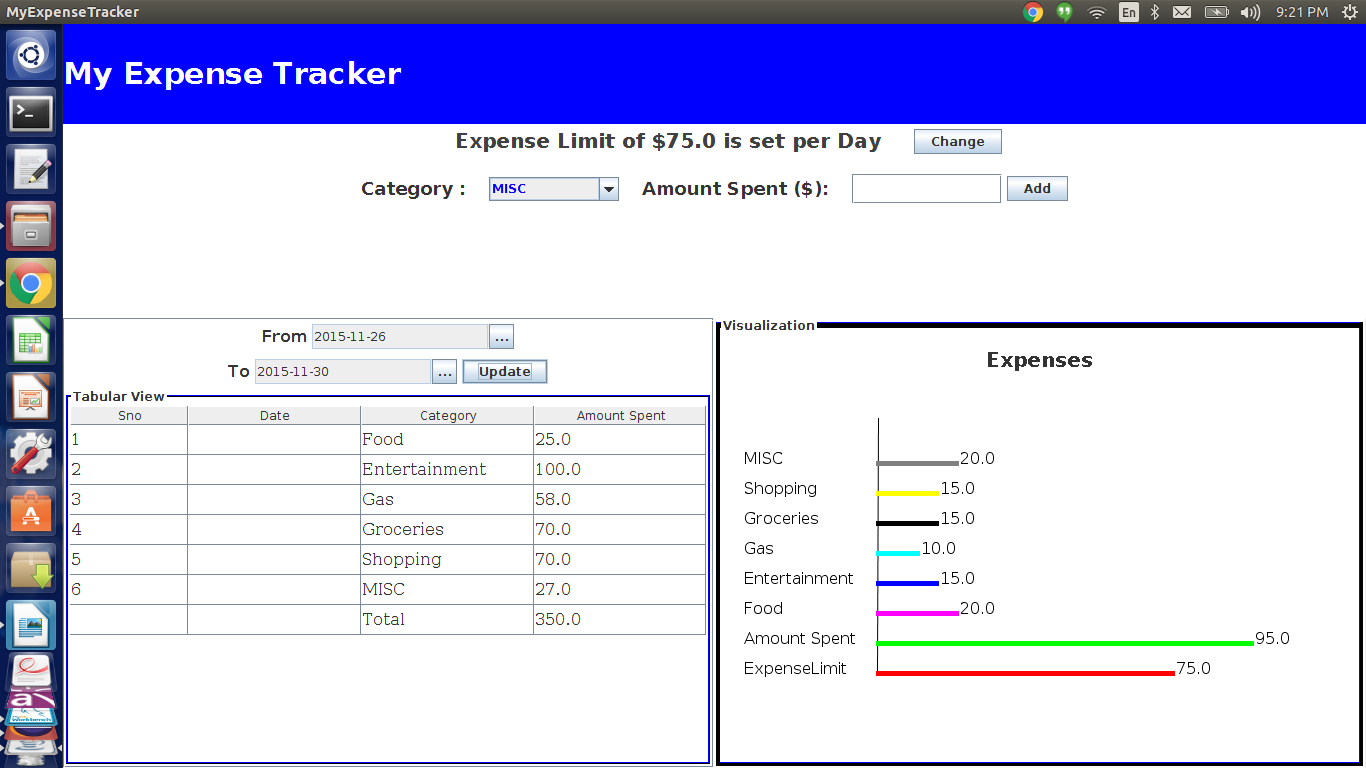 MyExpenseTracker En 9:21 PM
My Expense Tracker
Expense Limit of $75.0 is set per Day Change
Category : MISC Amount Spent ($): Add
From 2015-11-26 ...
To 2015-11-30 ... Update
Tabular View
Sno Date Category Amount Spent
1 Food 25.0
2 Entertainment 100.0
3 Gas 58.0
4 Groceries 70.0
5 Shopping 70.0
6 MISC 27.0
Total 350.0
Visualization
Expenses
MISC 20.0
Shopping 15.0
Groceries 15.0
Gas 10.0
Entertainment 15.0
Food 20.0
Amount Spent 95.0
ExpenseLimit 75.0
Workbench